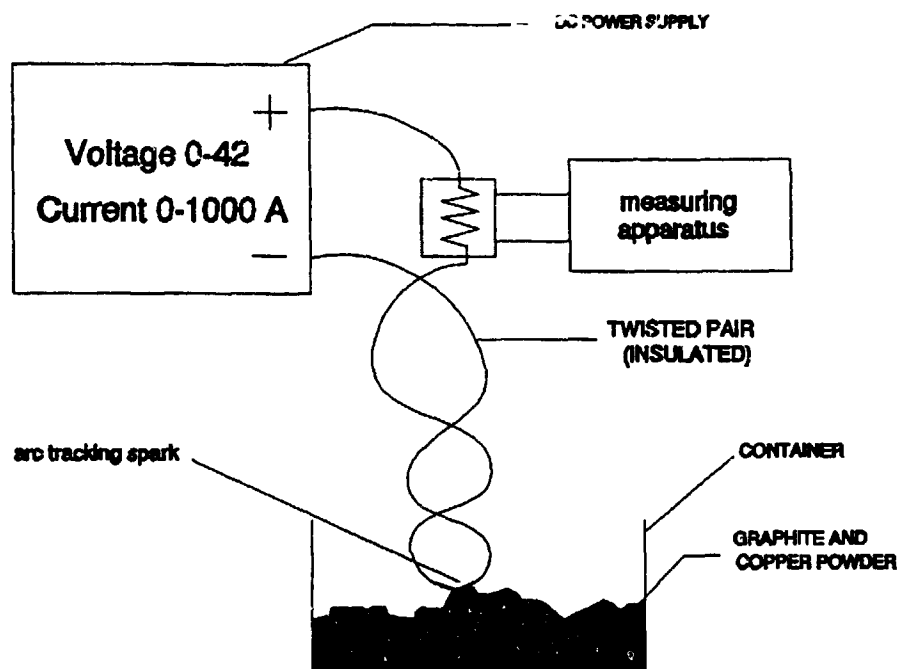 DC POWER SUPPLY
+
Voltage 0-42
Current 0-1000 A
−
measuring
apparatus
TWISTED PAIR
(INSULATED)
arc tracking spark
CONTAINER
GRAPHITE AND
COPPER POWDER